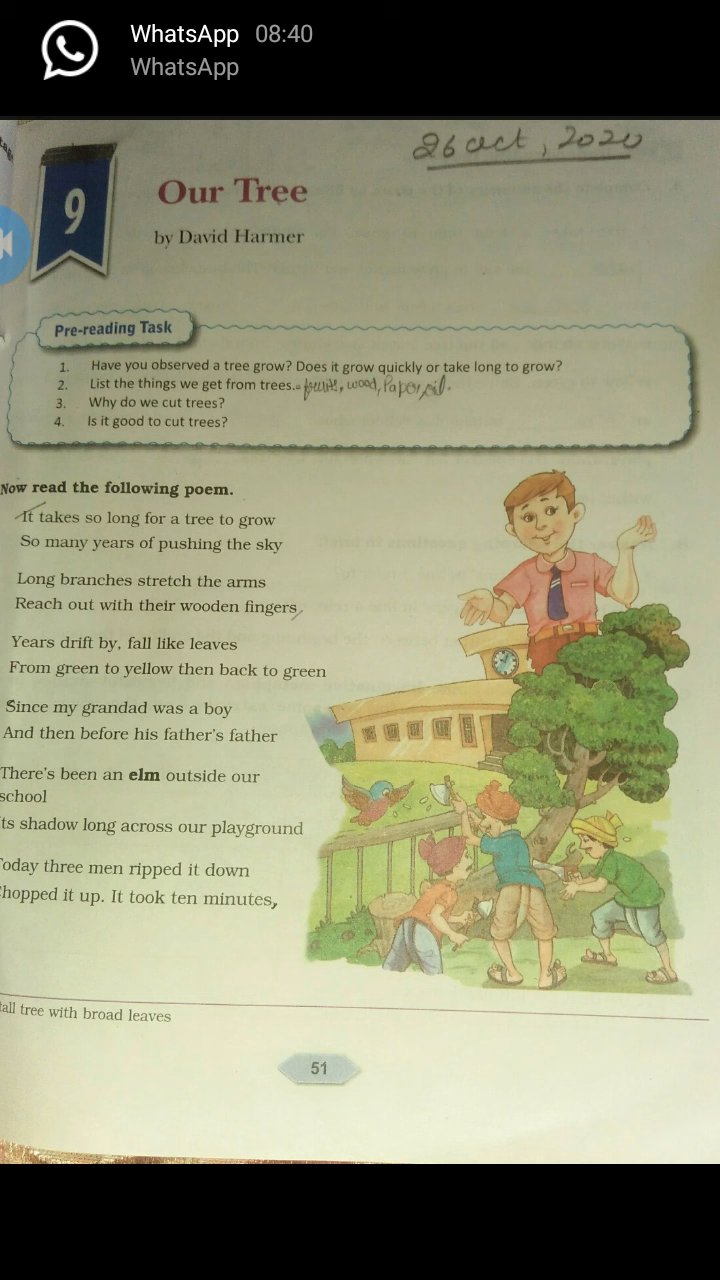 WhatsApp 08:40
WhatsApp
26 oct, 2020
9
Our Tree
by David Harmer
Pre-reading Task
1. Have you observed a tree grow? Does it grow quickly or take long to grow?
2. List the things we get from trees.= wood, Paper, oil.
3. Why do we cut trees?
4. Is it good to cut trees?
Now read the following poem.
It takes so long for a tree to grow
So many years of pushing the sky
Long branches stretch the arms
Reach out with their wooden fingers,
Years drift by, fall like leaves
From green to yellow then back to green
Since my grandad was a boy
And then before his father's father
There's been an elm outside our
school
ts shadow long across our playground
oday three men ripped it down
hopped it up. It took ten minutes,
all tree with broad leaves
51